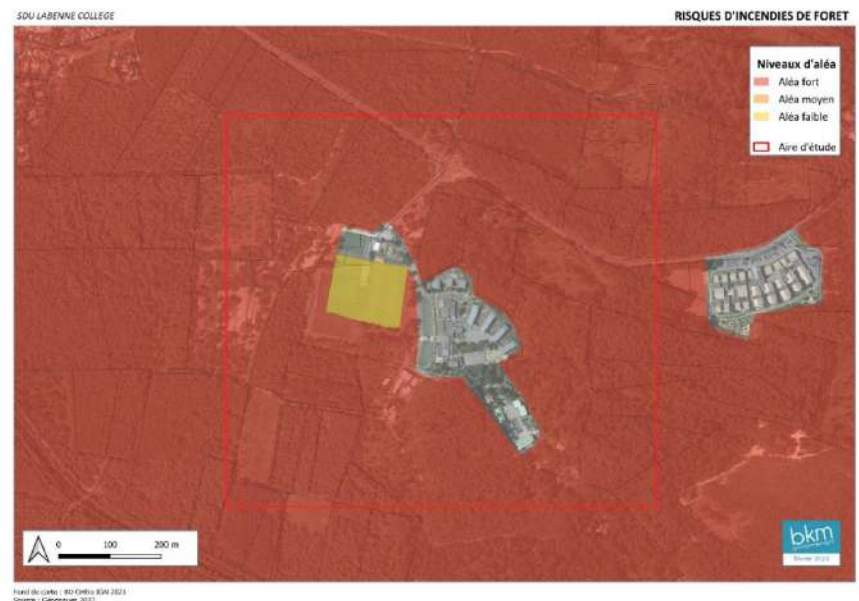 SDU LABENNE COLLEGE
RISQUES D'INCENDIES DE FORET
Niveaux d'aléa
Aléa fort
Aléa moyen
Aléa faible
Aire d'étude
0 100 200 m
bkm
Fond de carte : BD Ortho IGN 2021
Source :